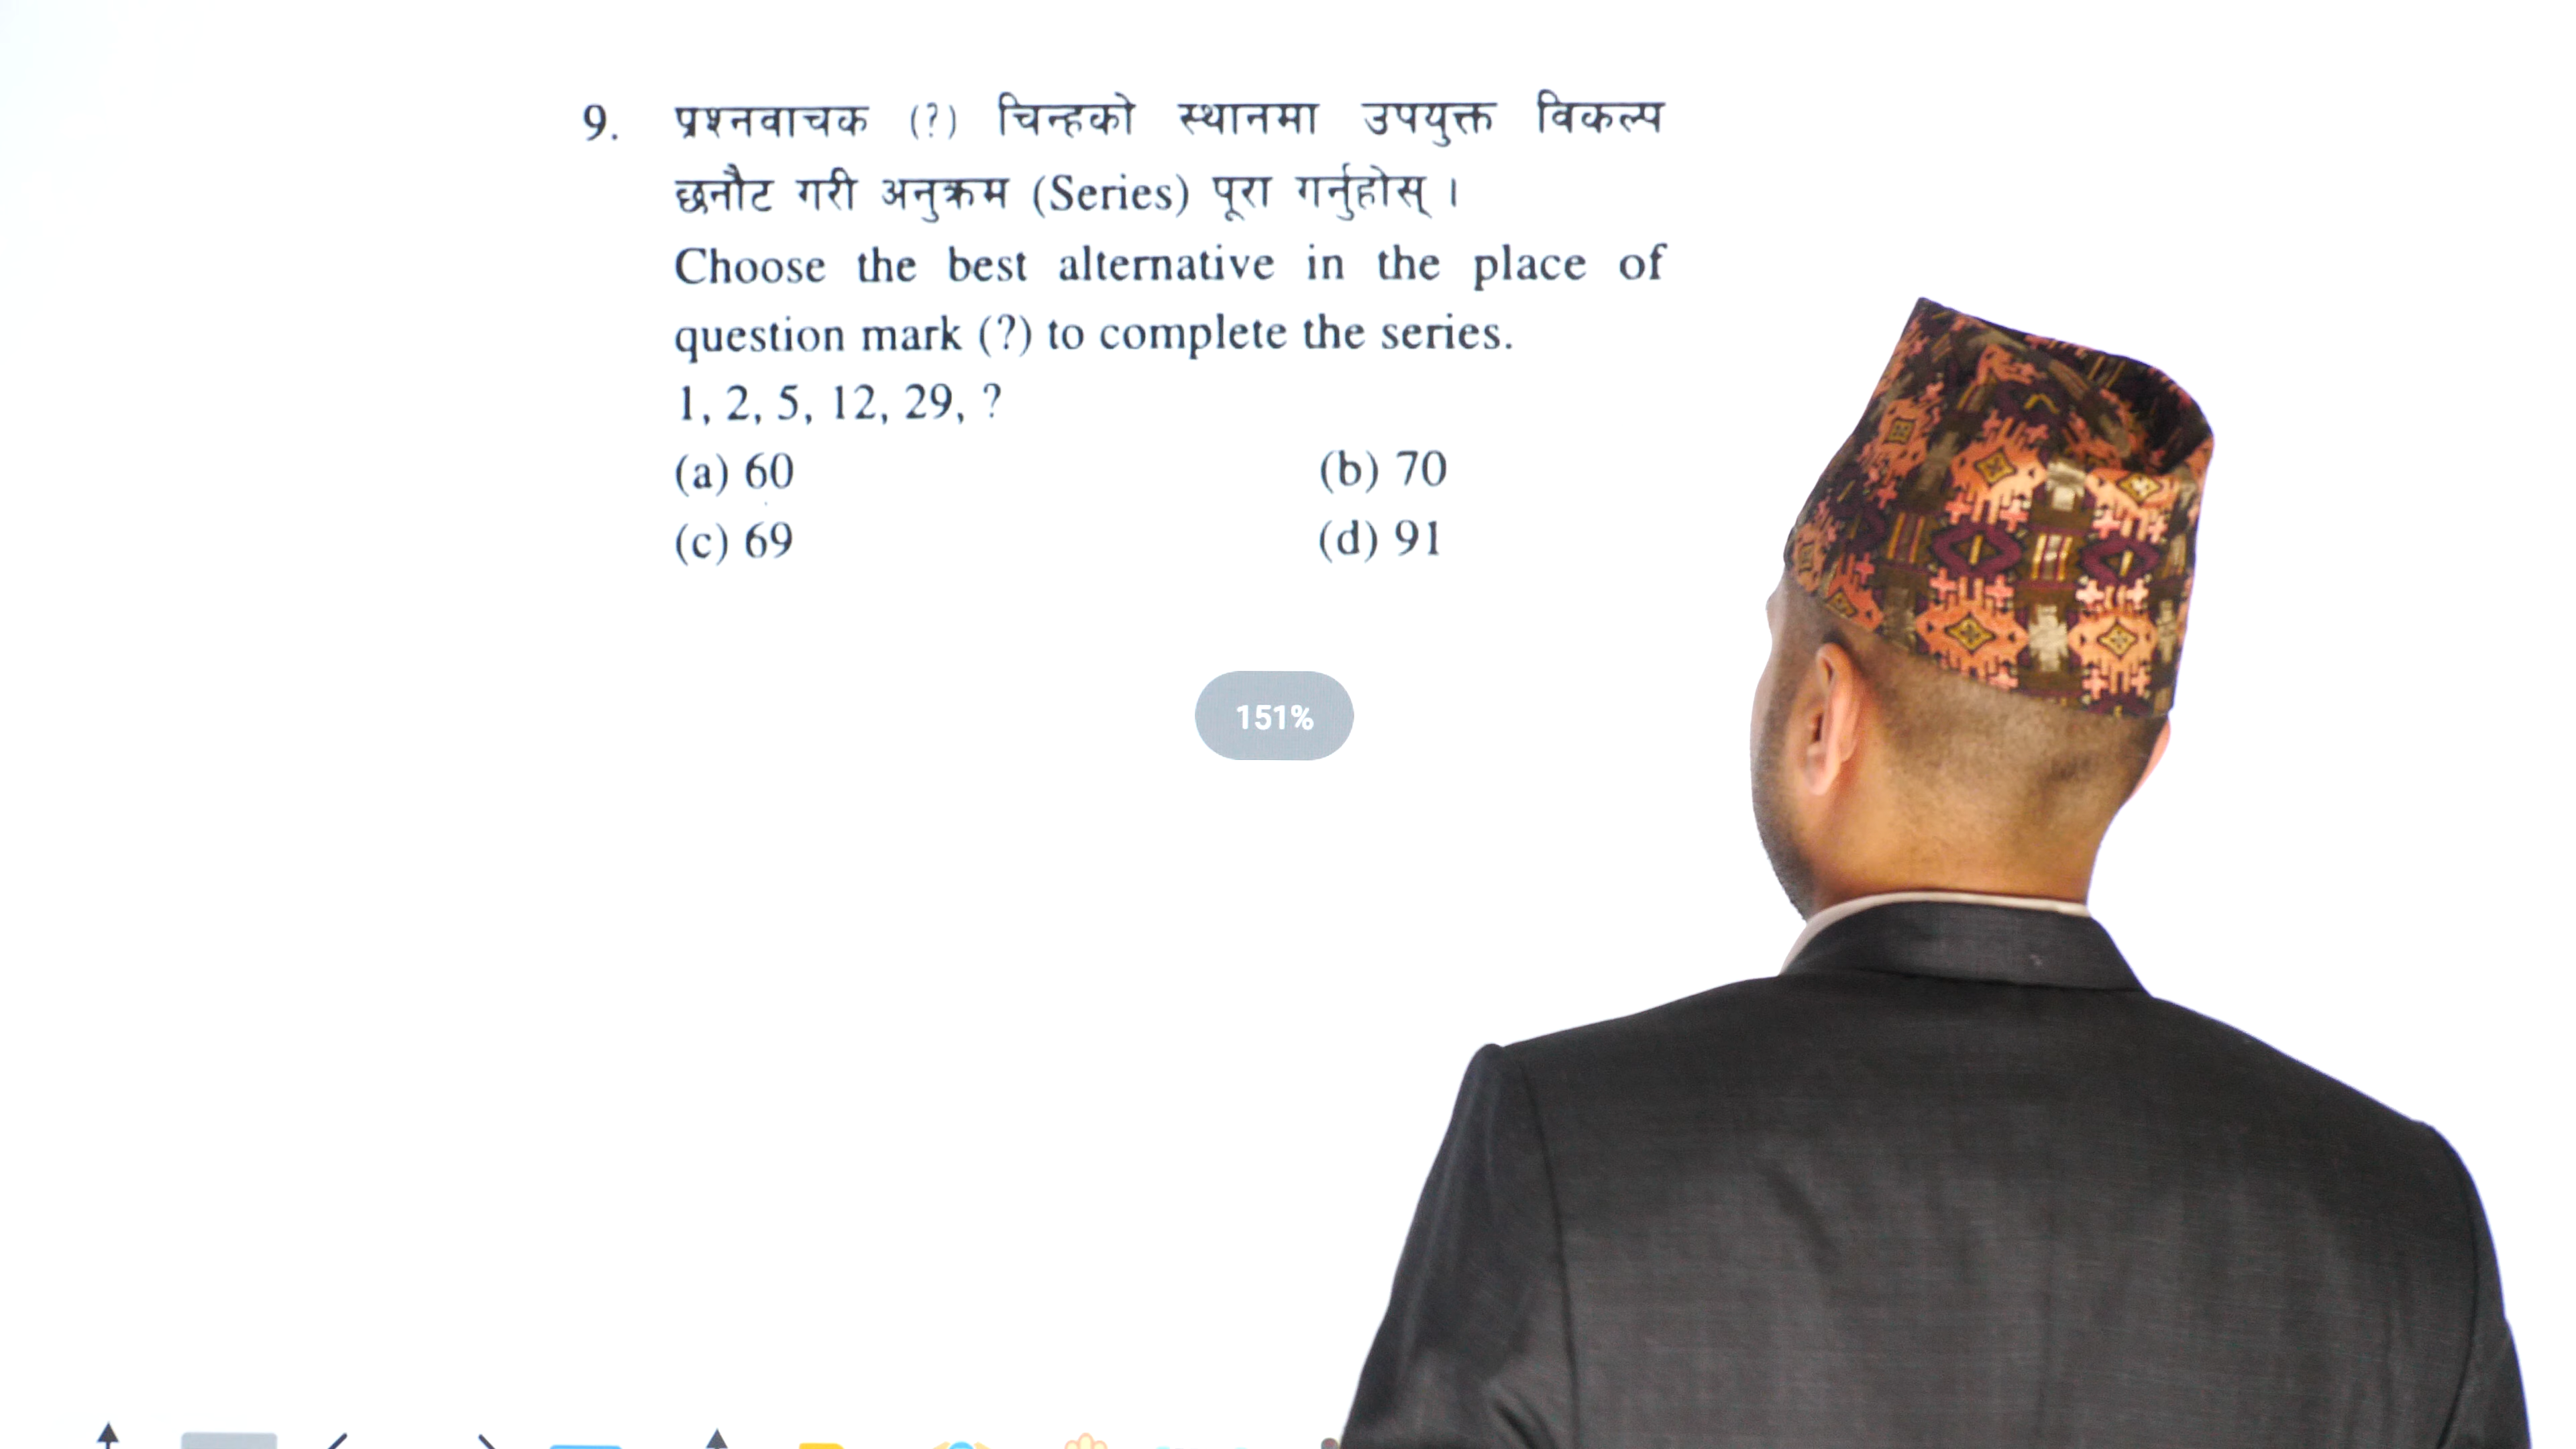 9. प्रश्नवाचक (?) चिन्हको स्थानमा उपयुक्त विकल्प
छनौट गरी अनुक्रम (Series) पूरा गर्नुहोस् ।
Choose the best alternative in the place of
question mark (?) to complete the series.
1, 2, 5, 12, 29, ?
(a) 60 (b) 70
(c) 69 (d) 91
151%